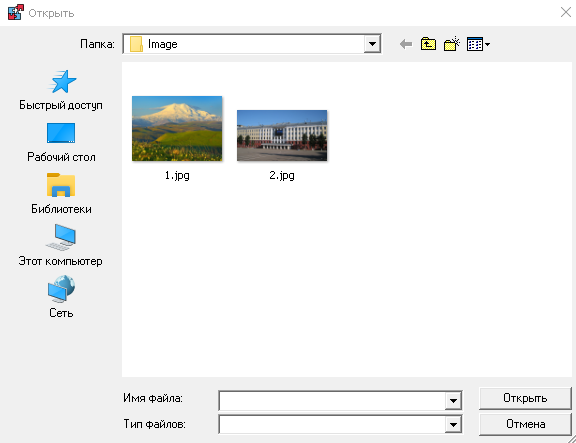 Открыть
Папка: Image
1.jpg 2.jpg
Быстрый доступ
Рабочий стол
Библиотеки
Этот компьютер
Сеть
Имя файла: Открыть
Тип файлов: Отмена